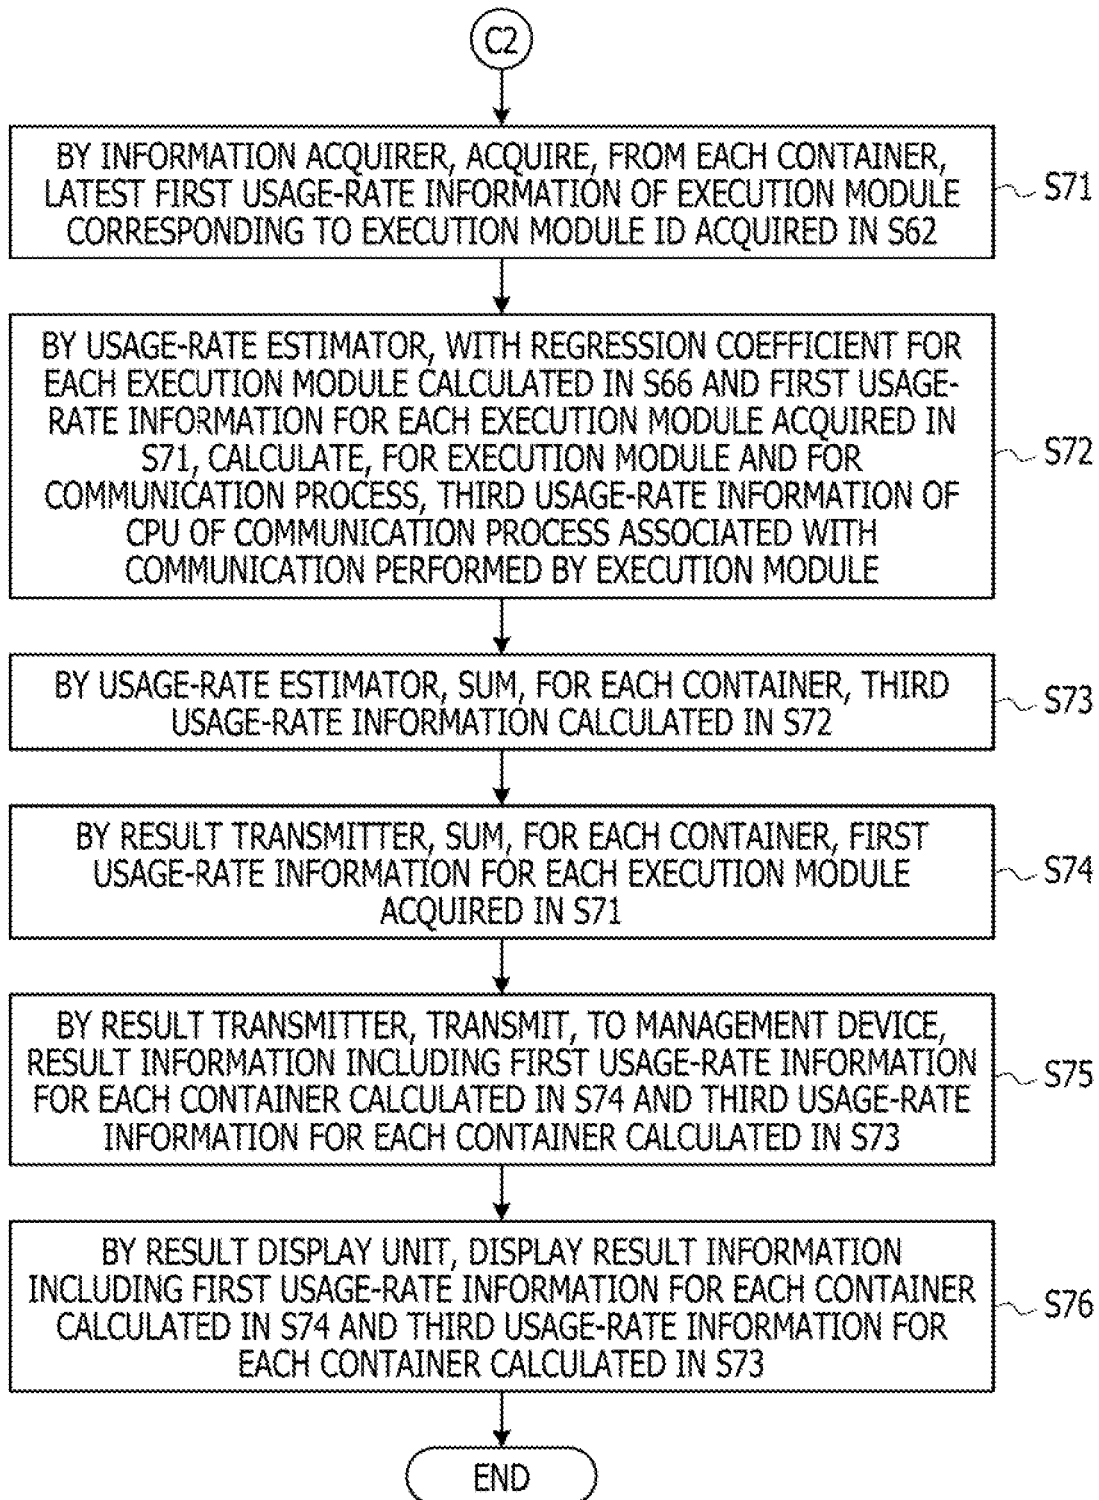 C2
BY INFORMATION ACQUIRER, ACQUIRE, FROM EACH CONTAINER,
LATEST FIRST USAGE-RATE INFORMATION OF EXECUTION MODULE
CORRESPONDING TO EXECUTION MODULE ID ACQUIRED IN S62
S71
BY USAGE-RATE ESTIMATOR, WITH REGRESSION COEFFICIENT FOR
EACH EXECUTION MODULE CALCULATED IN S66 AND FIRST USAGE-
RATE INFORMATION FOR EACH EXECUTION MODULE ACQUIRED IN
S71, CALCULATE, FOR EXECUTION MODULE AND FOR
COMMUNICATION PROCESS, THIRD USAGE-RATE INFORMATION OF
CPU OF COMMUNICATION PROCESS ASSOCIATED WITH
COMMUNICATION PERFORMED BY EXECUTION MODULE
S72
BY USAGE-RATE ESTIMATOR, SUM, FOR EACH CONTAINER, THIRD
USAGE-RATE INFORMATION CALCULATED IN S72
S73
BY RESULT TRANSMITTER, SUM, FOR EACH CONTAINER, FIRST
USAGE-RATE INFORMATION FOR EACH EXECUTION MODULE
ACQUIRED IN S71
S74
BY RESULT TRANSMITTER, TRANSMIT, TO MANAGEMENT DEVICE,
RESULT INFORMATION INCLUDING FIRST USAGE-RATE INFORMATION
FOR EACH CONTAINER CALCULATED IN S74 AND THIRD USAGE-RATE
INFORMATION FOR EACH CONTAINER CALCULATED IN S73
S75
BY RESULT DISPLAY UNIT, DISPLAY RESULT INFORMATION
INCLUDING FIRST USAGE-RATE INFORMATION FOR EACH CONTAINER
CALCULATED IN S74 AND THIRD USAGE-RATE INFORMATION FOR
EACH CONTAINER CALCULATED IN S73
S76
END